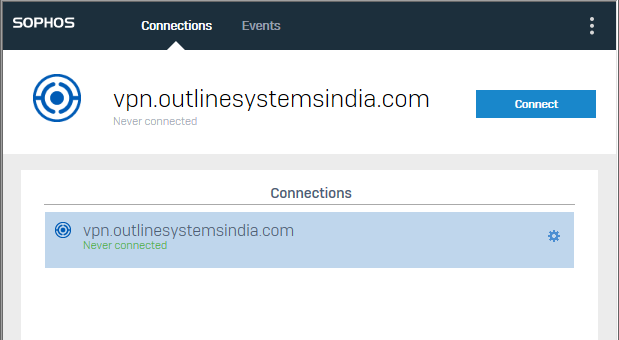 SOPHOS
Connections
Events
vpn.outlinesystemsindia.com
Never connected
Connect
Connections
vpn.outlinesystemsindia.com
Never connected